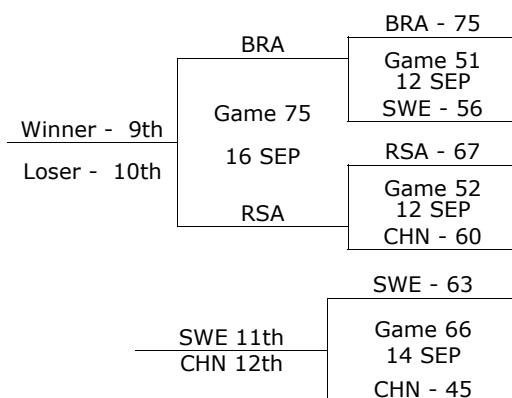 BRA - 75
BRA
Game 51
12 SEP
SWE - 56
Game 75
16 SEP
Winner -  9th
Loser -  10th
RSA - 67
Game 52
12 SEP
CHN - 60
RSA
SWE - 63
Game 66
14 SEP
CHN - 45
SWE 11th
CHN 12th